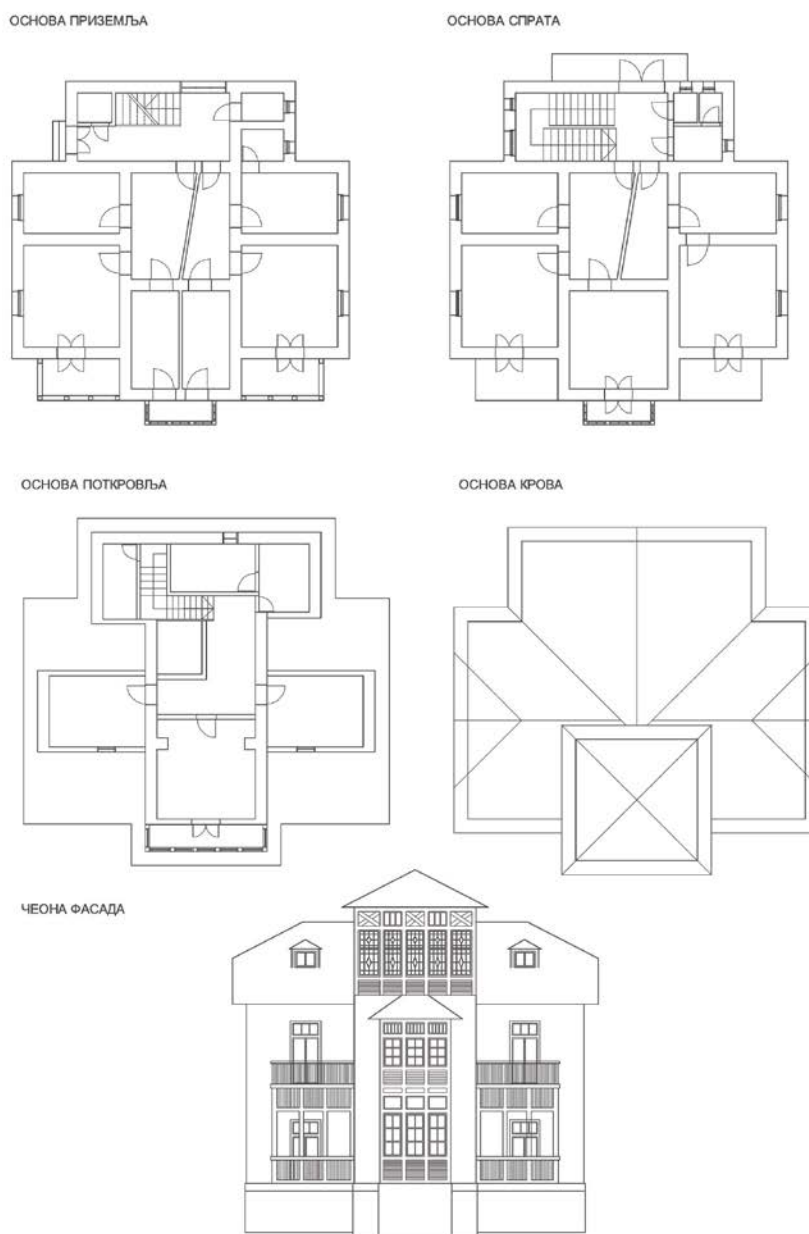 ОСНОВА ПРИЗЕМЉА
ОСНОВА СПРАТА
ОСНОВА ПОТКРОВЉА
ОСНОВА КРОВА
ЧЕОНА ФАСАДА